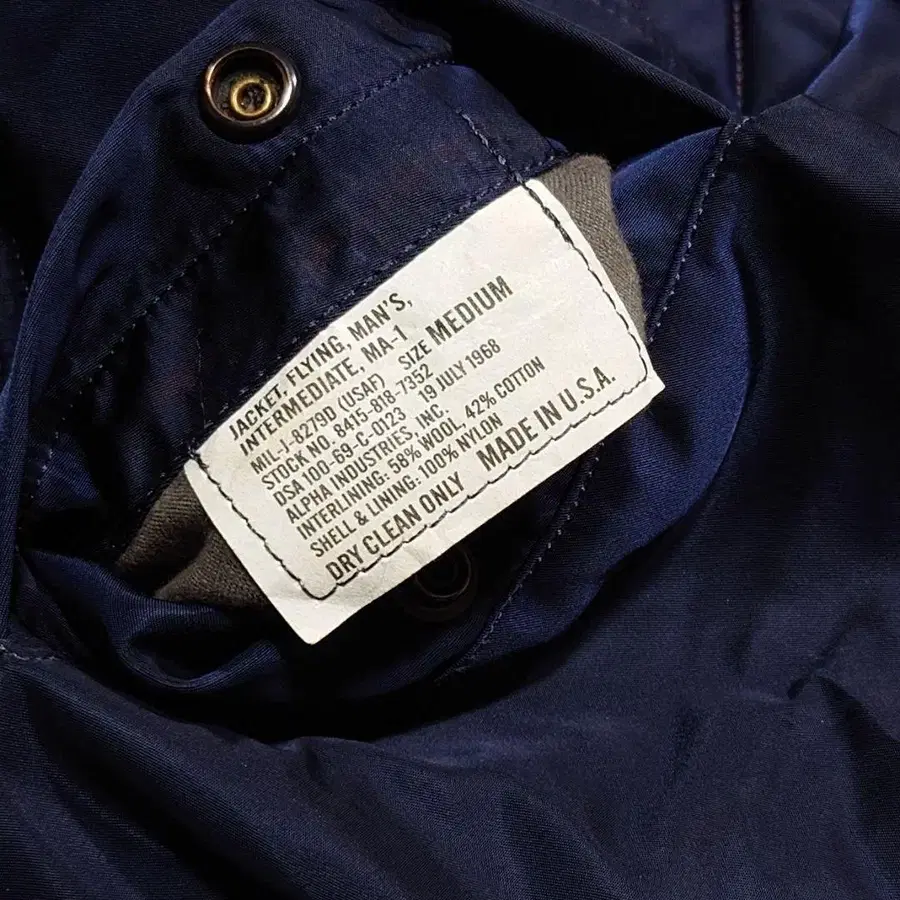 JACKET, FLYING, MAN'S,
INTERMEDIATE, MA-1
MIL-J-8279D (USAF) SIZE MEDIUM
STOCK NO. 8415-818-7352
DSA 100-69-C-0123 19 JULY 1968
ALPHA INDUSTRIES, INC.
INTERLINING: 58% WOOL, 42% COTTON
SHELL & LINING: 100% NYLON
DRY CLEAN ONLY MADE IN U.S.A.